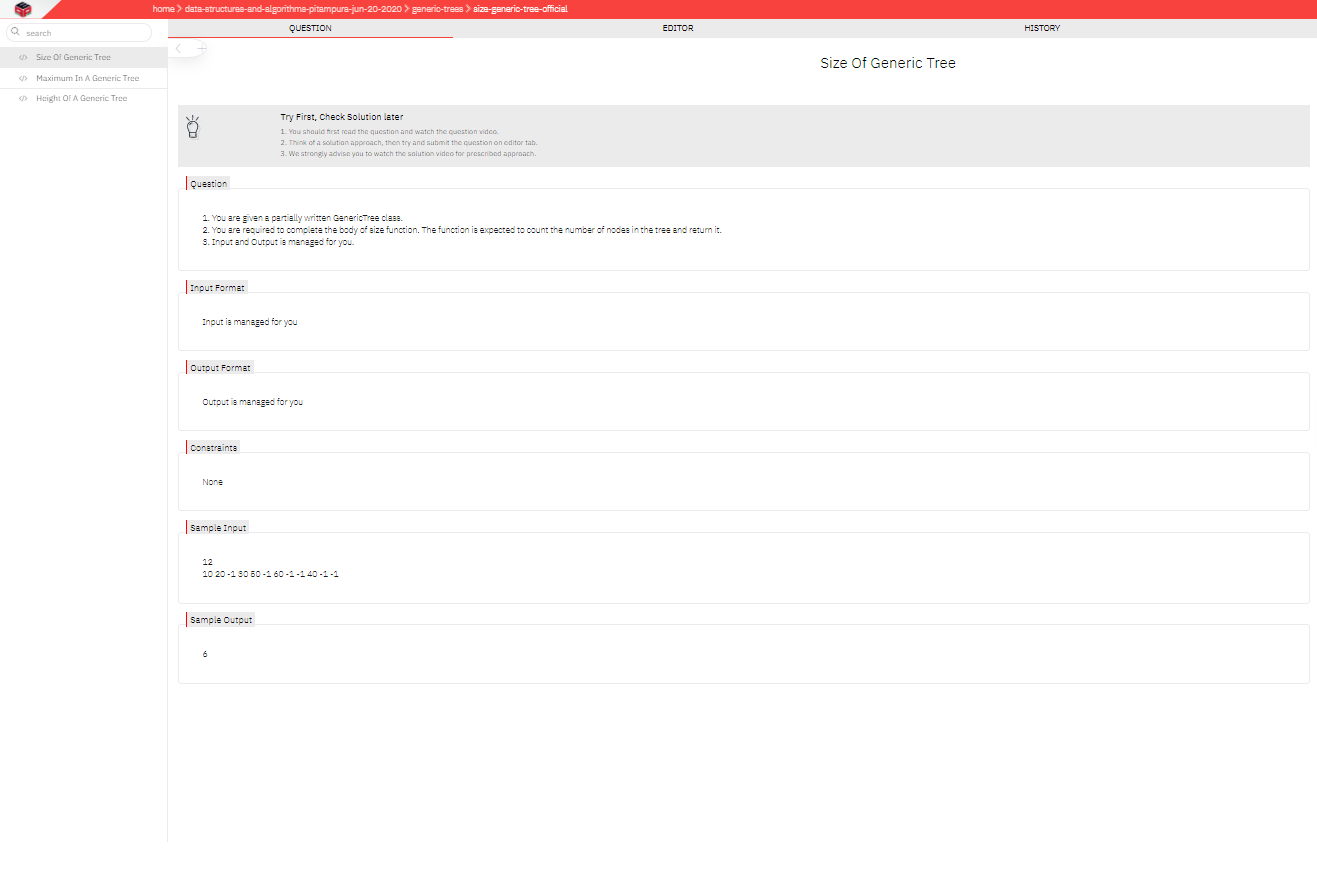 home > data-structures-and-algorithms-pitampura-jun-20-2020 > generic-trees > size-generic-tree-official
search
Size Of Generic Tree
Maximum In A Generic Tree
Height Of A Generic Tree
QUESTION EDITOR HISTORY
Size Of Generic Tree
Try First, Check Solution later
1. You should first read the question and watch the question video.
2. Think of a solution approach, then try and submit the question on editor tab.
3. We strongly advise you to watch the solution video for prescribed approach.
Question
1. You are given a partially written GenericTree class.
2. You are required to complete the body of size function. The function is expected to count the number of nodes in the tree and return it.
3. Input and Output is managed for you.
Input Format
Input is managed for you
Output Format
Output is managed for you
Constraints
None
Sample Input
12
10 20 -1 30 50 -1 60 -1 -1 40 -1 -1
Sample Output
6